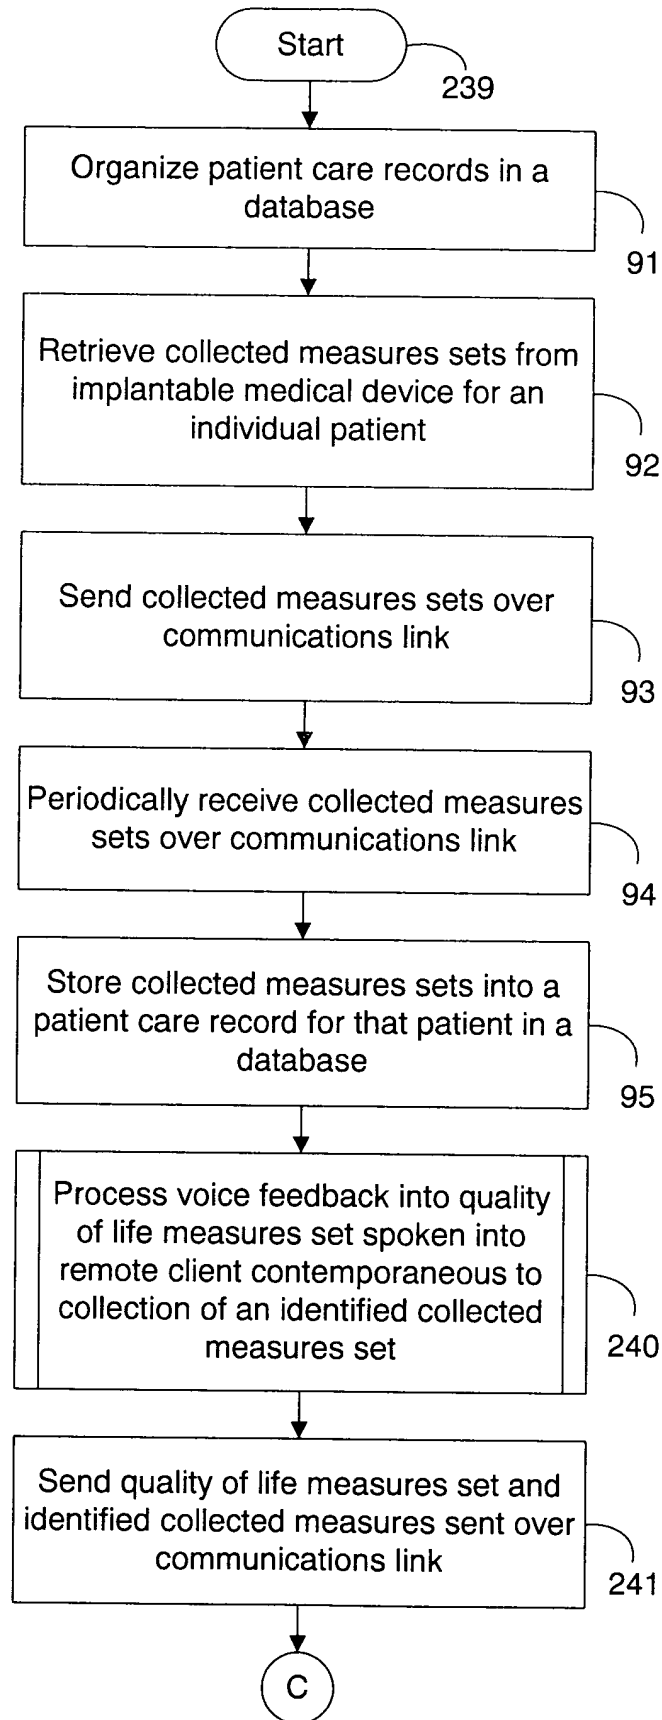 Start
239
Organize patient care records in a
database
91
Retrieve collected measures sets from
implantable medical device for an
individual patient
92
Send collected measures sets over
communications link
93
Periodically receive collected measures
sets over communications link
94
Store collected measures sets into a
patient care record for that patient in a
database
95
Process voice feedback into quality
of life measures set spoken into
remote client contemporaneous to
collection of an identified collected
measures set
240
Send quality of life measures set and
identified collected measures sent over
communications link
241
C